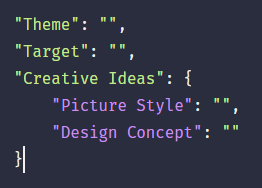 "Theme": "",
"Target": "",
"Creative Ideas": {
    "Picture Style": "",
    "Design Concept": ""
}